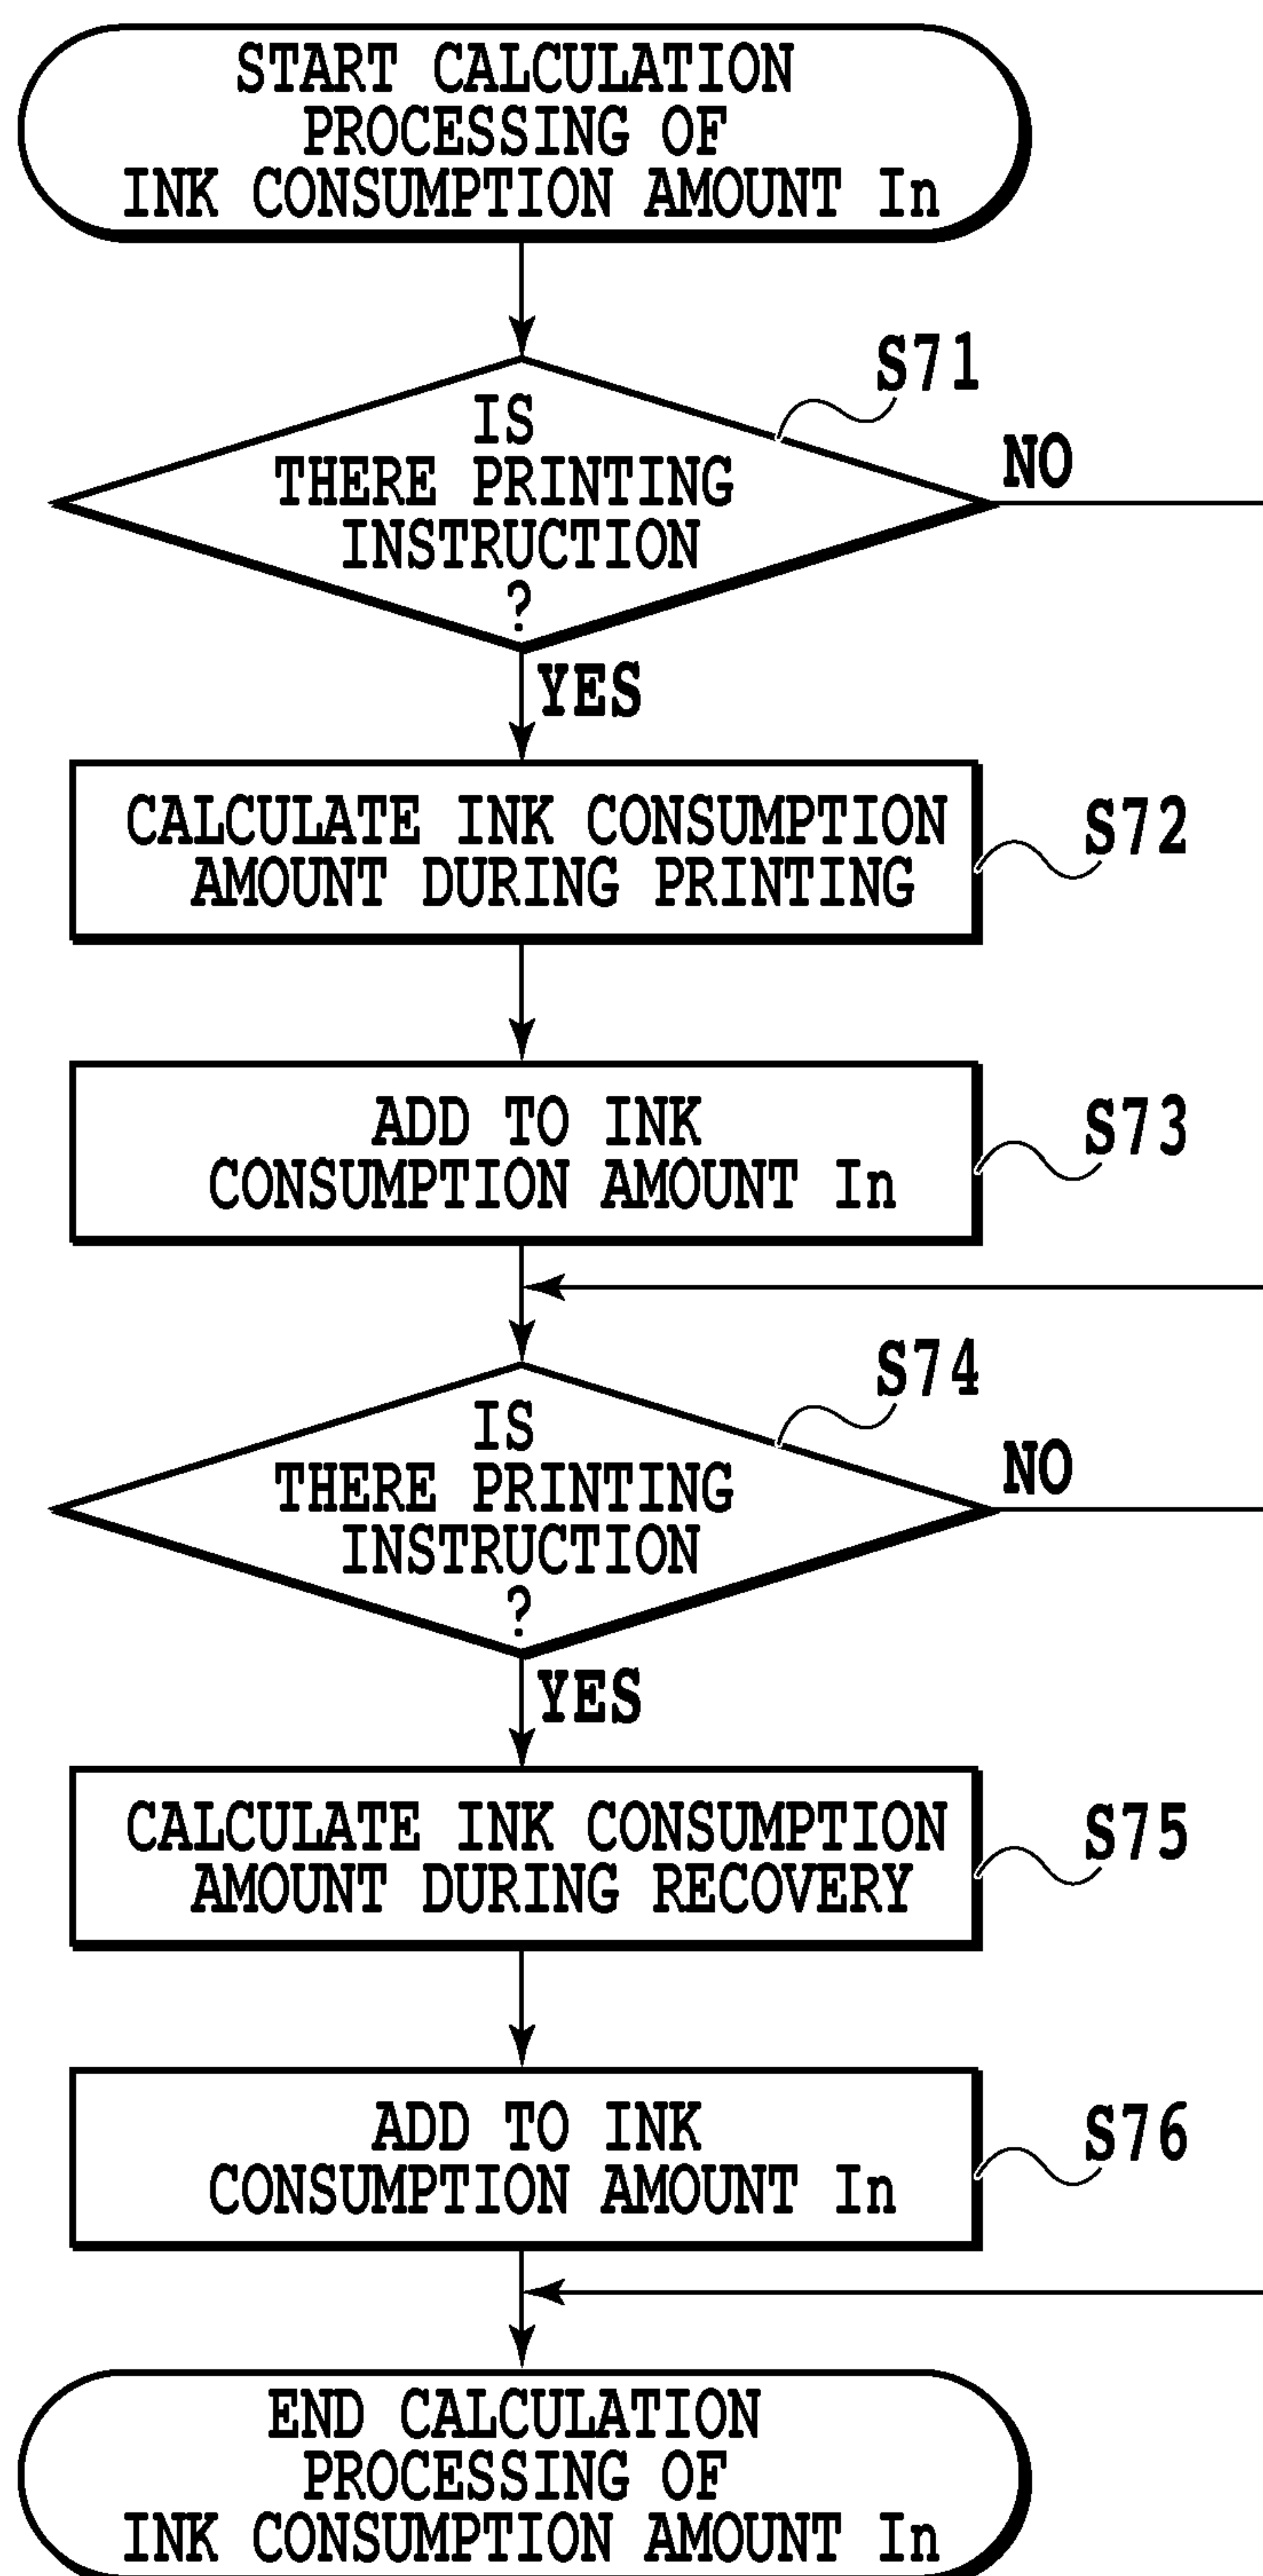 START CALCULATION
PROCESSING OF
INK CONSUMPTION AMOUNT In
S71
IS
THERE PRINTING
INSTRUCTION
?
NO
YES
CALCULATE INK CONSUMPTION
AMOUNT DURING PRINTING
S72
ADD TO INK
CONSUMPTION AMOUNT In
S73
S74
IS
THERE PRINTING
INSTRUCTION
?
NO
YES
CALCULATE INK CONSUMPTION
AMOUNT DURING RECOVERY
S75
ADD TO INK
CONSUMPTION AMOUNT In
S76
END CALCULATION
PROCESSING OF
INK CONSUMPTION AMOUNT In